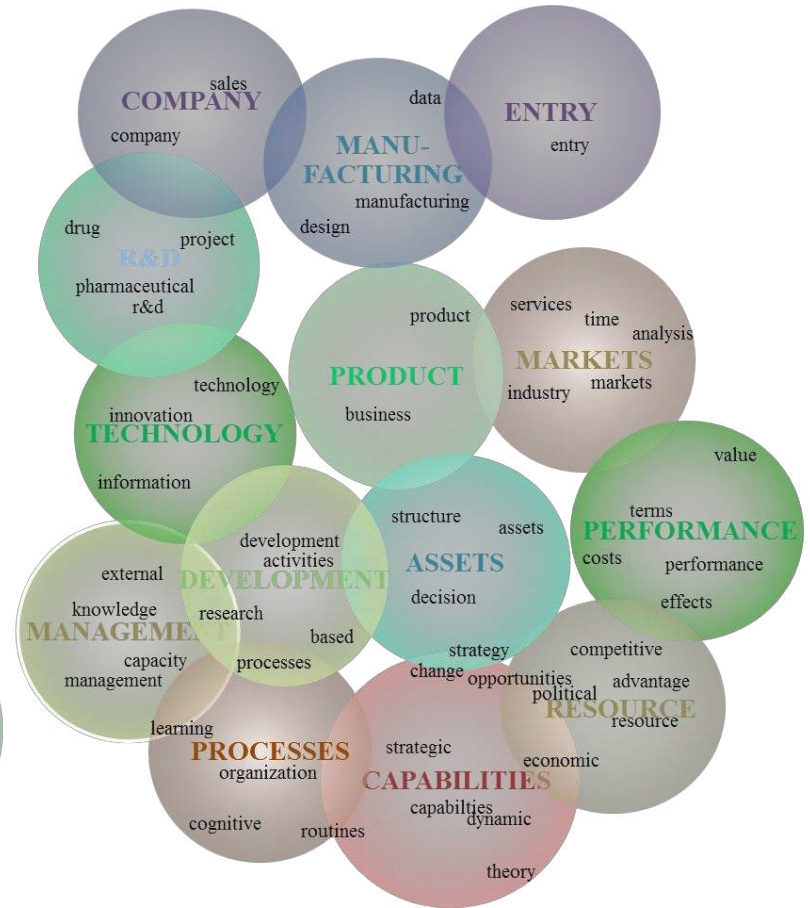 sales
COMPANY
company
data
MANU-
FACTURING
manufacturing
design
ENTRY
entry
drug
project
R&D
pharmaceutical
r&d
product
PRODUCT
business
services
time
analysis
MARKETS
markets
industry
technology
innovation
TECHNOLOGY
information
value
terms
PERFORMANCE
costs
performance
effects
structure
assets
ASSETS
decision
strategy
development
activities
DEVELOPMENT
research
based
processes
external
knowledge
MANAGEMENT
capacity
management
learning
PROCESSES
organization
cognitive
routines
change
opportunities
strategic
CAPABILITIES
capabilties
dynamic
theory
competitive
political
advantage
RESOURCE
resource
economic